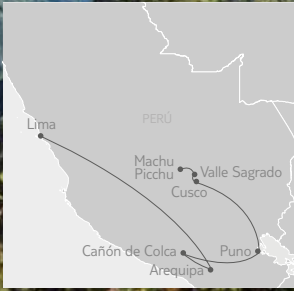 PERÚ
Lima
Machu
Picchu
Valle Sagrado
Cusco
Cañón de Colca
Puno
Arequipa